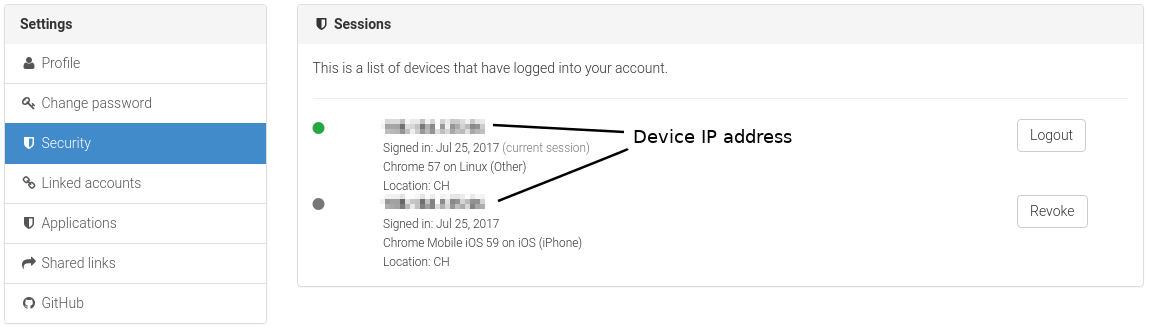 Settings
Profile
Change password
Security
Linked accounts
Applications
Shared links
GitHub
Sessions
This is a list of devices that have logged into your account.
Signed in: Jul 25, 2017 (current session)
Chrome 57 on Linux (Other)
Location: CH
Logout
Device IP address
Signed in: Jul 25, 2017
Chrome Mobile iOS 59 on iOS (iPhone)
Location: CH
Revoke